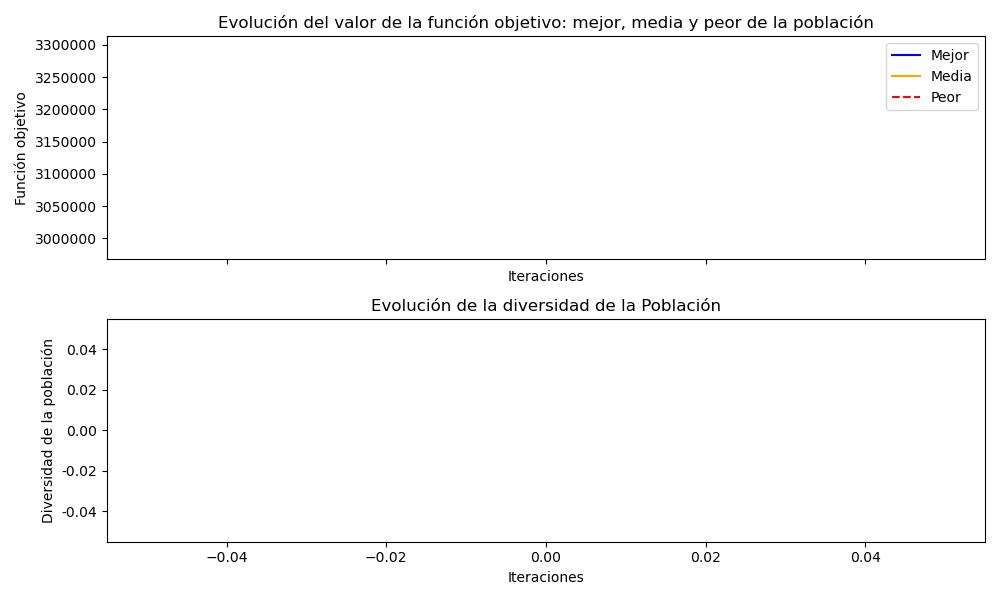 Evolución del valor de la función objetivo: mejor, media y peor de la población
3300000
3250000
3200000
3150000
3100000
3050000
3000000
Función objetivo
Mejor
Media
Peor
Iteraciones
Evolución de la diversidad de la Población
0.04
0.02
0.00
-0.02
-0.04
Diversidad de la población
−0.04 −0.02 0.00 0.02 0.04
Iteraciones